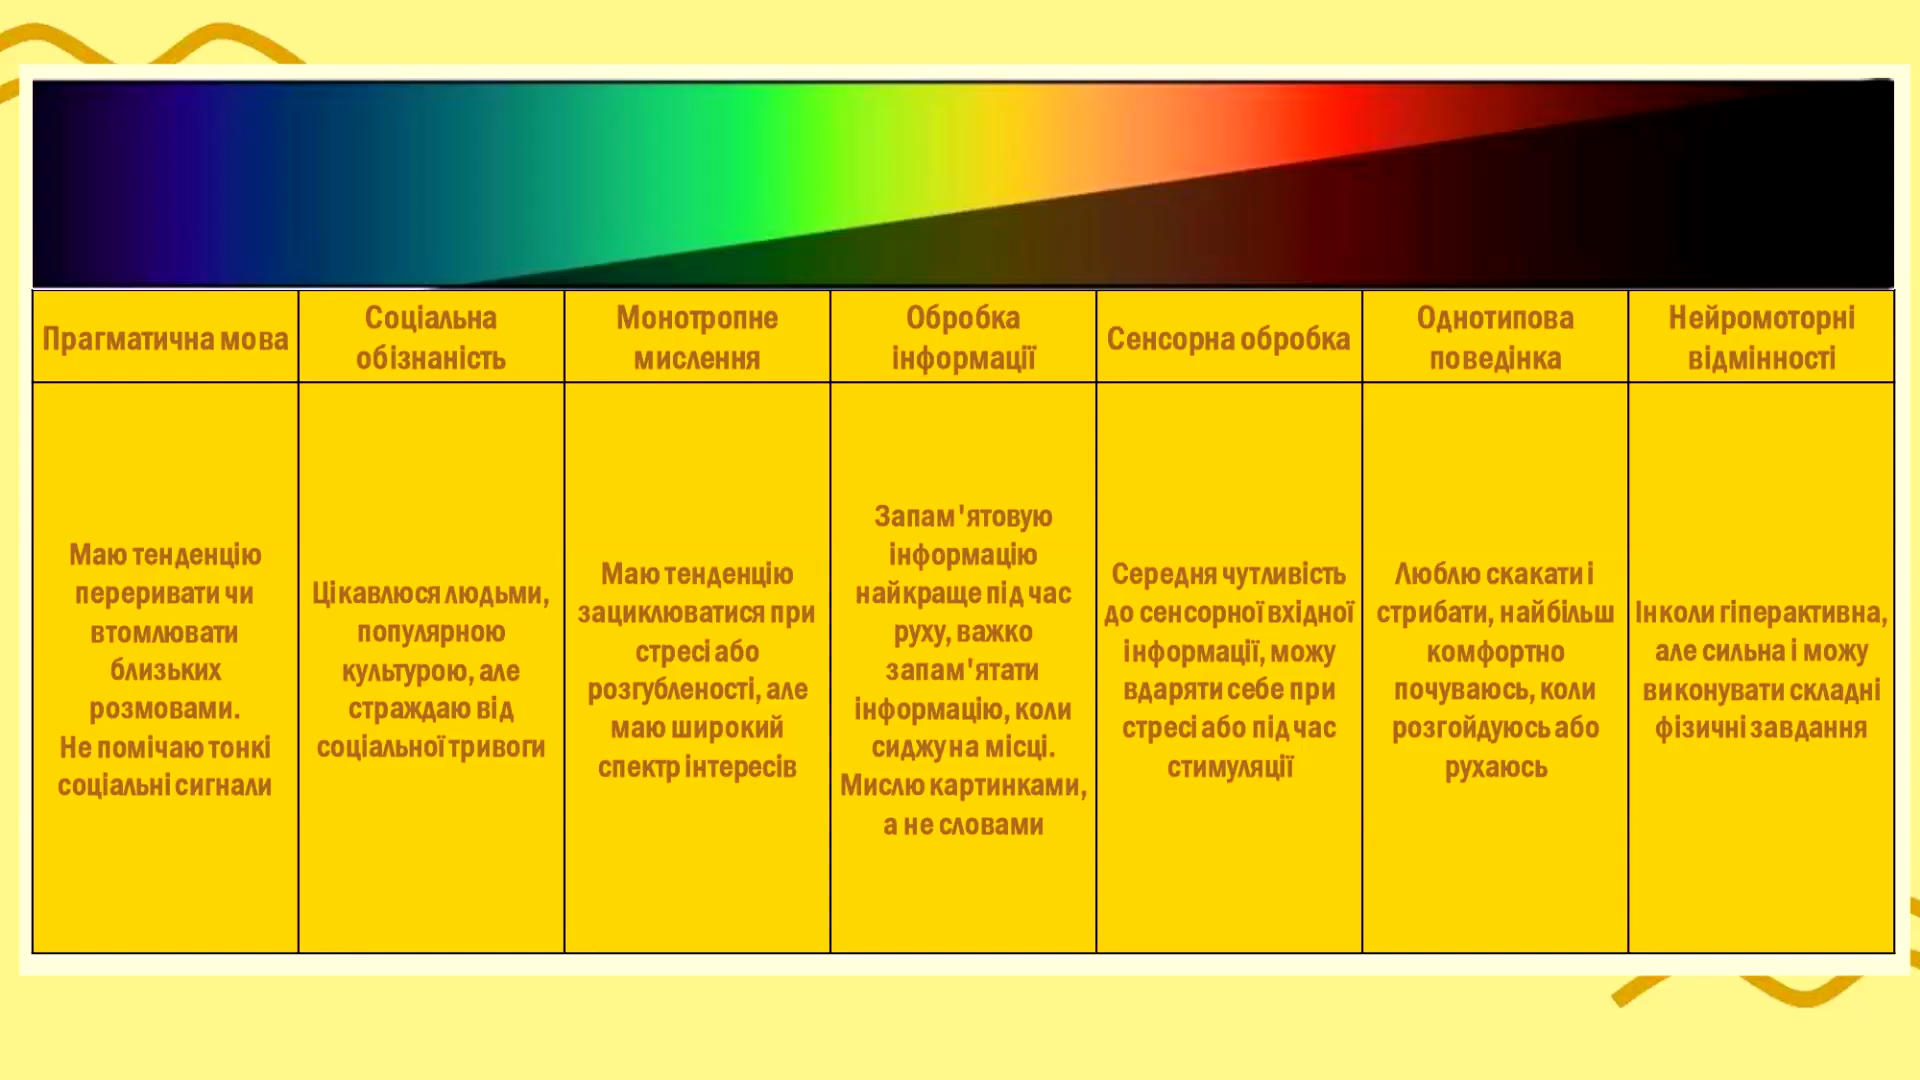 Прагматична мова
Соціальна
обізнаність
Монотропне
мислення
Обробка
інформації
Сенсорна обробка
Однотипова
поведінка
Нейромоторні
відмінності
Маю тенденцію
переривати чи
втомлювати
близьких
розмовами.
Не помічаю тонкі
соціальні сигнали
Цікавлюся людьми,
популярною
культурою, але
страждаю від
соціальної тривоги
Маю тенденцію
зациклюватися при
стресі або
розгубленості, але
маю широкий
спектр інтересів
Запам'ятовую
інформацію
найкраще під час
руху, важко
запам'ятати
інформацію, коли
сиджу на місці.
Мислю картинками,
а не словами
Середня чутливість
до сенсорної вхідної
інформації, можу
вдаряти себе при
стресі або під час
стимуляції
Люблю скакати і
стрибати, найбільш
комфортно
почуваюсь, коли
розгойдуюсь або
рухаюсь
Інколи гіперактивна,
але сильна і можу
виконувати складні
фізичні завдання